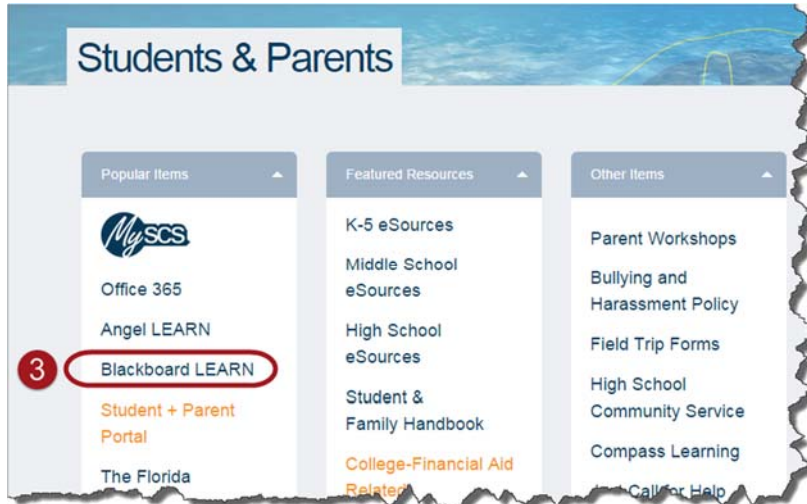 Students & Parents
Popular Items
MySCS
Office 365
Angel LEARN
3
Blackboard LEARN
Student + Parent
Portal
The Florida
Featured Resources
K-5 eSources
Middle School
eSources
High School
eSources
Student &
Family Handbook
College-Financial Aid
Related
Other Items
Parent Workshops
Bullying and
Harassment Policy
Field Trip Forms
High School
Community Service
Compass Learning
Call for Help